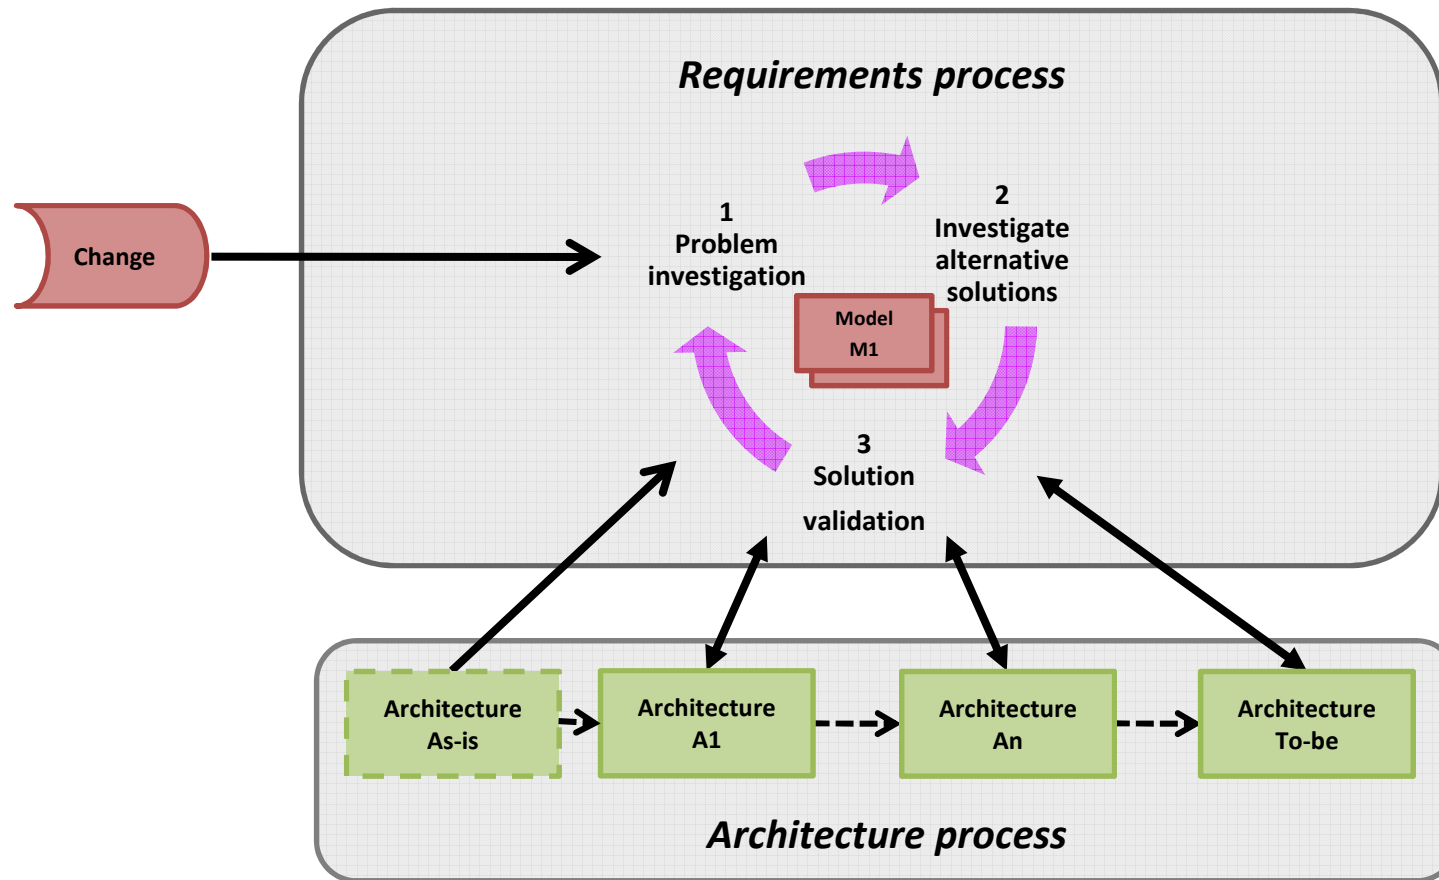 Requirements process
Change
1
Problem
investigation
2
Investigate
alternative
solutions
Model
M1
3
Solution
validation
Architecture
As-is
Architecture
A1
Architecture
An
Architecture
To-be
Architecture process